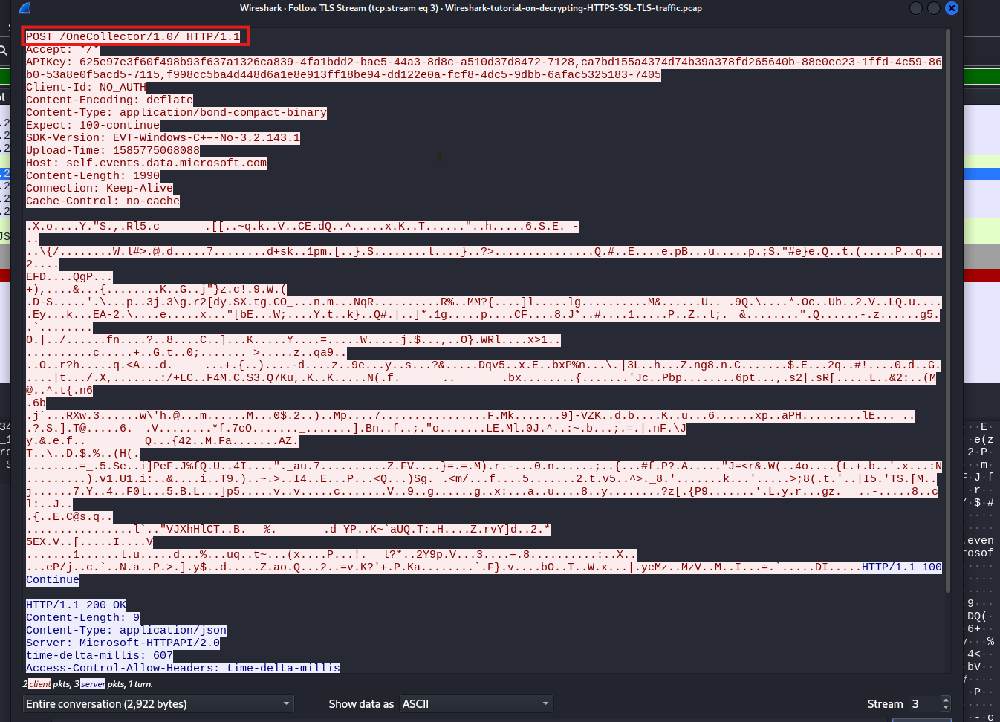 Wireshark · Follow TLS Stream (tcp.stream eq 3) · Wireshark-tutorial-on-decrypting-HTTPS-SSL-TLS-traffic.pcap
POST /OneCollector/1.0/ HTTP/1.1
Accept: */*
APIKey: 625e97e3f60f498b93f637a1326ca839-4fa1bdd2-bae5-44a3-8d8c-a510d37d8472-7128,ca7bd155a4374d74b39a378fd265640b-88e0ec23-1ffd-4c59-86
b0-53a8e0f5acd5-7115,f998cc5ba4d448d6a1e8e913ff18be94-dd122e0a-fcf8-4dc5-9dbb-6afac5325183-7405
Client-Id: NO_AUTH
Content-Encoding: deflate
Content-Type: application/bond-compact-binary
Expect: 100-continue
SDK-Version: EVT-Windows-C++-No-3.2.143.1
Upload-Time: 1585775068088
Host: self.events.data.microsoft.com
Content-Length: 1990
Connection: Keep-Alive
Cache-Control: no-cache
.X.o....Y."S.,.Rl5.c       .[[..~q.k..V..CE.dQ..^.....x.K..T......"..h.....6.S.E. -
..
..\{/........W.l#>.@.d.....7........d+sk..1pm.[..}.S........l....}..?>...............Q.#..E....e.pB...u.....p.;S."#e}e.Q..t.(.....P..q...
2....
EFD....QgP...
+),....&...{........K..G..j"}z.c!.9.W.(
.D-S.....'.\...p..3j.3\g.r2[dy.SX.tg.CO_...n.m...NqR..........R%..MM?{....]l.....lg..........M&......U.. .9Q.\....*.Oc..Ub..2.V..LQ.u....
.Ey...k...EA-2.\....e.....x..."[bE...W;....Y.t..k}..Q#.|..]*.1g.....p....CF....8.J*..#....1.....P..Z..l;.  &........".Q......-.z......g5.
.`........
O.|../......fn....?..8....C..]...K....Y....=.....W.....j.$...,..O}.WRl....x>1..
..........c.....+..G.t..0;......._>.....z..qa9..
..O..r?h.....q.<A...d.     ...+.{..)....-d....z..9e...y..s...?&.....Dqv5..x.E..bxP%n...\.|3L..h...Z.ng8.n.C.......$.E...2q..#!....0.d..G.
....|t.../.X,.......:/+LC..F4M.C.$3.Q7Ku,.K..K.....N(.f.      ..       .bx........{.......'Jc..Pbp........6pt...,.s2|.sR[.....L..&2:..(M
@..^.t{.n6
.6b
.j`...RXw.3......w\'h.@...m......M...0$.2..)..Mp....7................F.Mk.......9]-VZK..d.b....K..u...6......xp..aPH.........lE..._..
.?.S.].T@.....6.  .V........*f.7cO......._.......].Bn..f..;."o.......LE.Ml.0J.^..:~.b...;.=.|.nF.\J
y.&.e.f..         Q...{42..M.Fa.......AZ.
T..\..D.$.%..(H(.
........=_.5.Se..i]PeF.J%fQ.U..4I...."._au.7..........Z.FV....}=.=.M).r.-...0.n......;..{...#f.P?.A....."J=<r&.W(..4o....{t.+.b..'.x...:N
.........).v1.U1.i:..&....i..T9.)..~.>..I4..E...P...<Q...)Sg. .<m/...f....5.......2.t.v5..^>._8.'.......k...'.....>;8(.t.'..|I5.'TS.[M..
j......7.Y..4..F0l...5.B.L...]p5.....v..v.....c.......V..9..g......g..x:...a..u....8..y........?z[.{P9.......'.L.y.r...gz.  ..-.....8..c
l:..J..
.{..E.C@s.q..
................l`.."VJXhHlCT..B.   %.       .d YP..K~`aUQ.T:.H....Z.rvY]d..2.*
5EX.V..[.....I....V
.......1......l.u.....d...%...uq..t~...(x....P...!.   l?*..2Y9p.V...3....+.8..........:..X..
...eP/j..c.`..N.a..P.>.].y$..d.....Z.ao.Q...2..=v.K?'+.P.Ka........`.F}.v....bO..T..W.x...|.yeMz..MzV..M..I...=.`.....DI.....HTTP/1.1 100
Continue
HTTP/1.1 200 OK
Content-Length: 9
Content-Type: application/json
Server: Microsoft-HTTPAPI/2.0
time-delta-millis: 607
Access-Control-Allow-Headers: time-delta-millis
2 client pkts, 3 server pkts, 1 turn.
Entire conversation (2,922 bytes)
Show data as ASCII
Stream 3